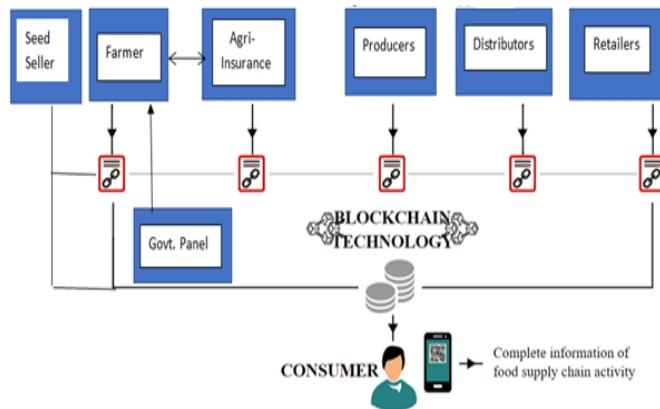 Seed
Seller
Farmer
Agri-
Insurance
Producers
Distributors
Retailers
Govt. Panel
BLOCKCHAIN
TECHNOLOGY
CONSUMER
Complete information of
food supply chain activity